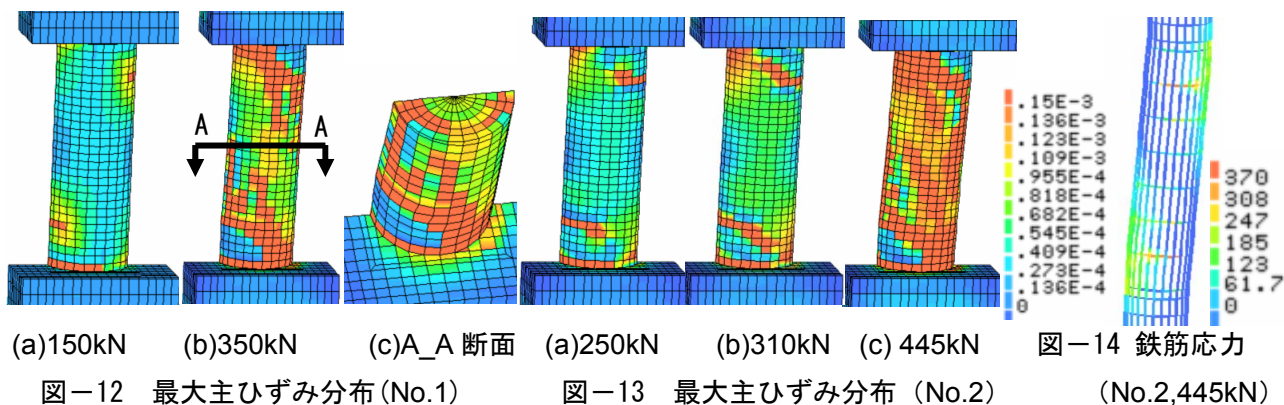 A A
.15E-3
.136E-3
.123E-3
.109E-3
.955E-4
.818E-4
.682E-4
.545E-4
.409E-4
.273E-4
.136E-4
0
370
308
247
185
123
61.7
0
(a)150kN (b)350kN (c)A_A 断面 (a)250kN (b)310kN (c) 445kN 図－14 鉄筋応力
図－12 最大主ひずみ分布(No.1) 図－13 最大主ひずみ分布（No.2） (No.2,445kN)